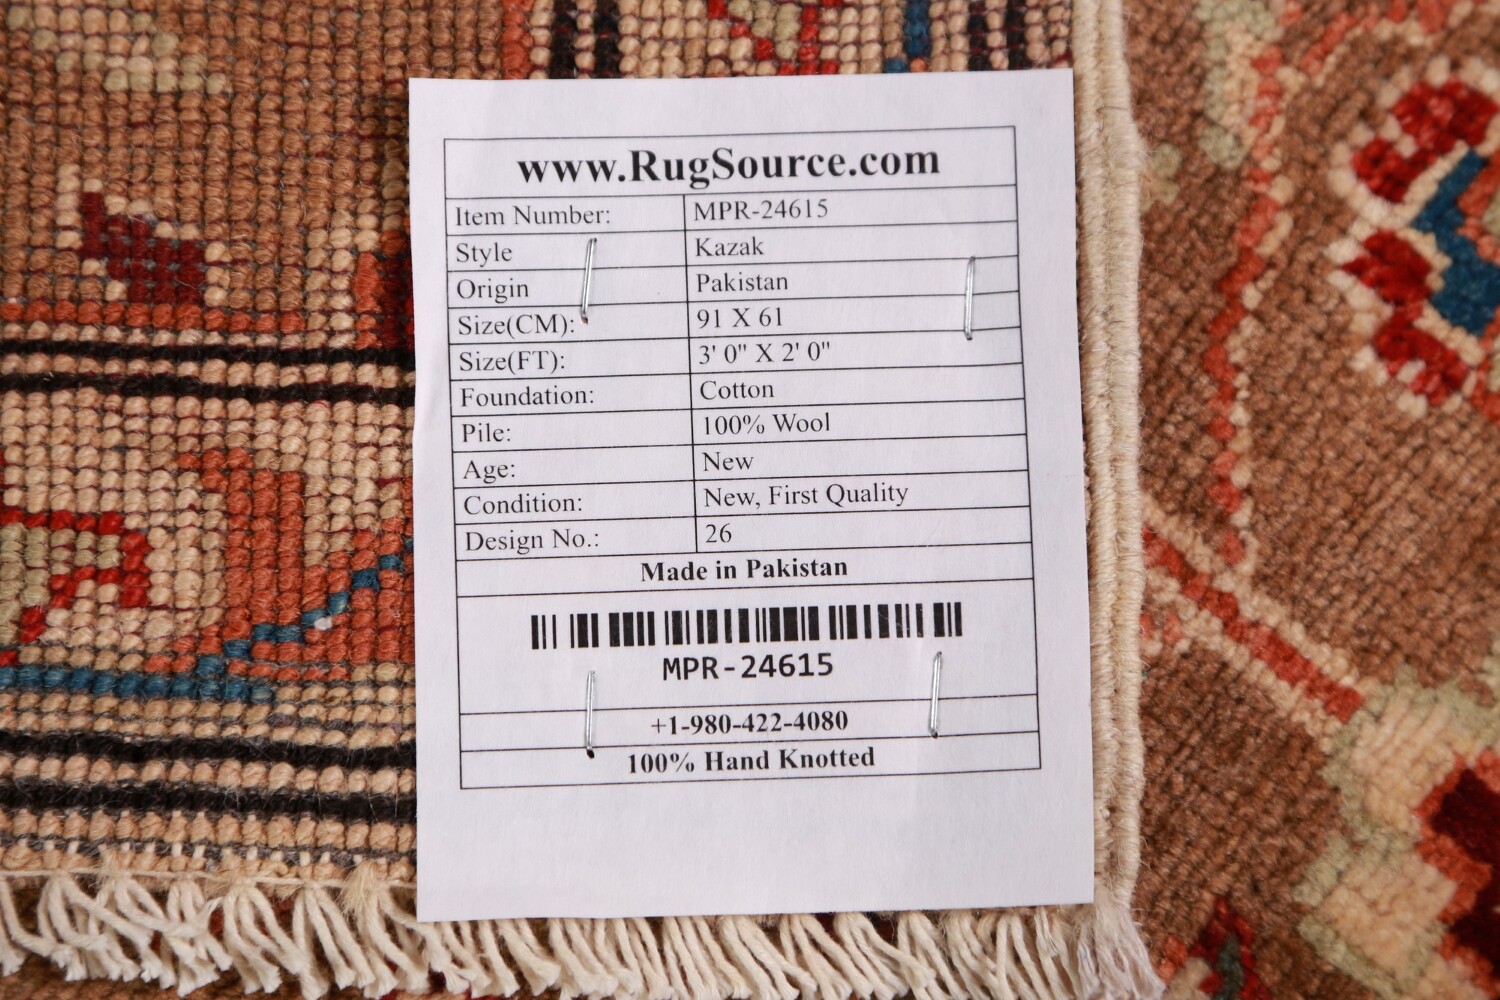 www.RugSource.com
Item Number: MPR-24615
Style Kazak
Origin Pakistan
Size(CM): 91 X 61
Size(FT): 3' 0" X 2' 0"
Foundation: Cotton
Pile: 100% Wool
Age: New
Condition: New, First Quality
Design No.: 26
Made in Pakistan
MPR-24615
+1-980-422-4080
100% Hand Knotted